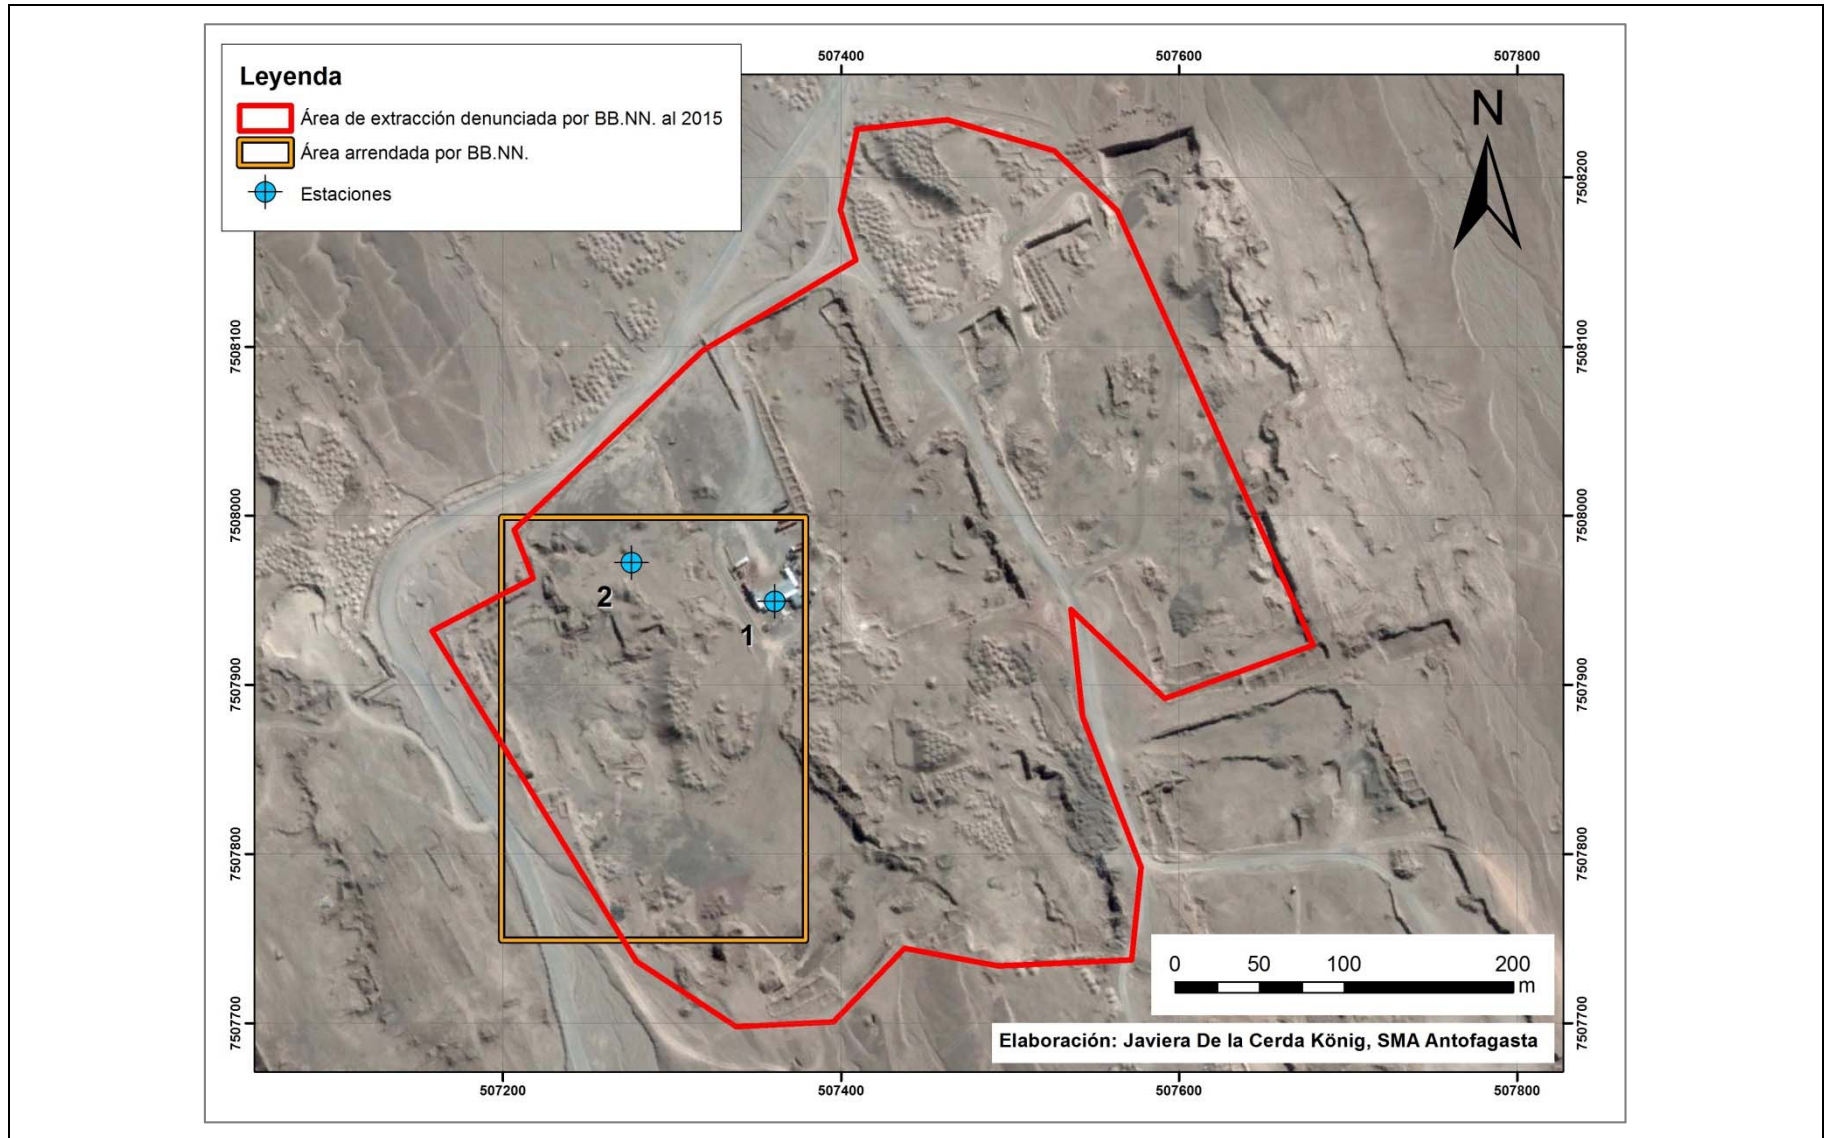 Leyenda
Área de extracción denunciada por BB.NN. al 2015
Área arrendada por BB.NN.
Estaciones
507400
507600
507800
N
7508200
7508100
7508100
7508000
7508000
2
1
7507900
7507900
7507800
7507800
0 50 100 200
m
7507700
7507700
Elaboración: Javiera De la Cerda König, SMA Antofagasta
507200
507400
507600
507800